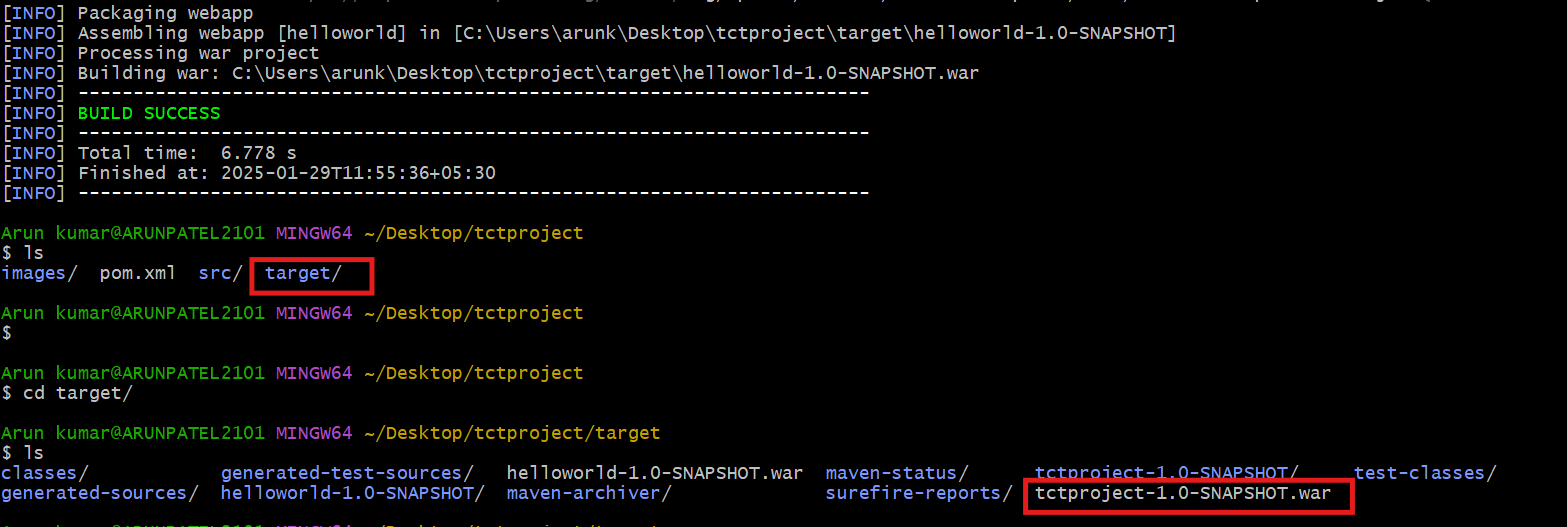 [INFO] Packaging webapp
[INFO] Assembling webapp [helloworld] in [C:\Users\arunk\Desktop\tctproject\target\helloworld-1.0-SNAPSHOT]
[INFO] Processing war project
[INFO] Building war: C:\Users\arunk\Desktop\tctproject\target\helloworld-1.0-SNAPSHOT.war
[INFO] ------------------------------------------------------------------------
[INFO] BUILD SUCCESS
[INFO] ------------------------------------------------------------------------
[INFO] Total time:  6.778 s
[INFO] Finished at: 2025-01-29T11:55:36+05:30
[INFO] ------------------------------------------------------------------------
Arun kumar@ARUNPATEL2101 MINGW64 ~/Desktop/tctproject
$ ls
images/  pom.xml  src/  target/
Arun kumar@ARUNPATEL2101 MINGW64 ~/Desktop/tctproject
$
Arun kumar@ARUNPATEL2101 MINGW64 ~/Desktop/tctproject
$ cd target/
Arun kumar@ARUNPATEL2101 MINGW64 ~/Desktop/tctproject/target
$ ls
classes/            generated-test-sources/   helloworld-1.0-SNAPSHOT.war  maven-status/      tctproject-1.0-SNAPSHOT/     test-classes/
generated-sources/  helloworld-1.0-SNAPSHOT/  maven-archiver/              surefire-reports/  tctproject-1.0-SNAPSHOT.war